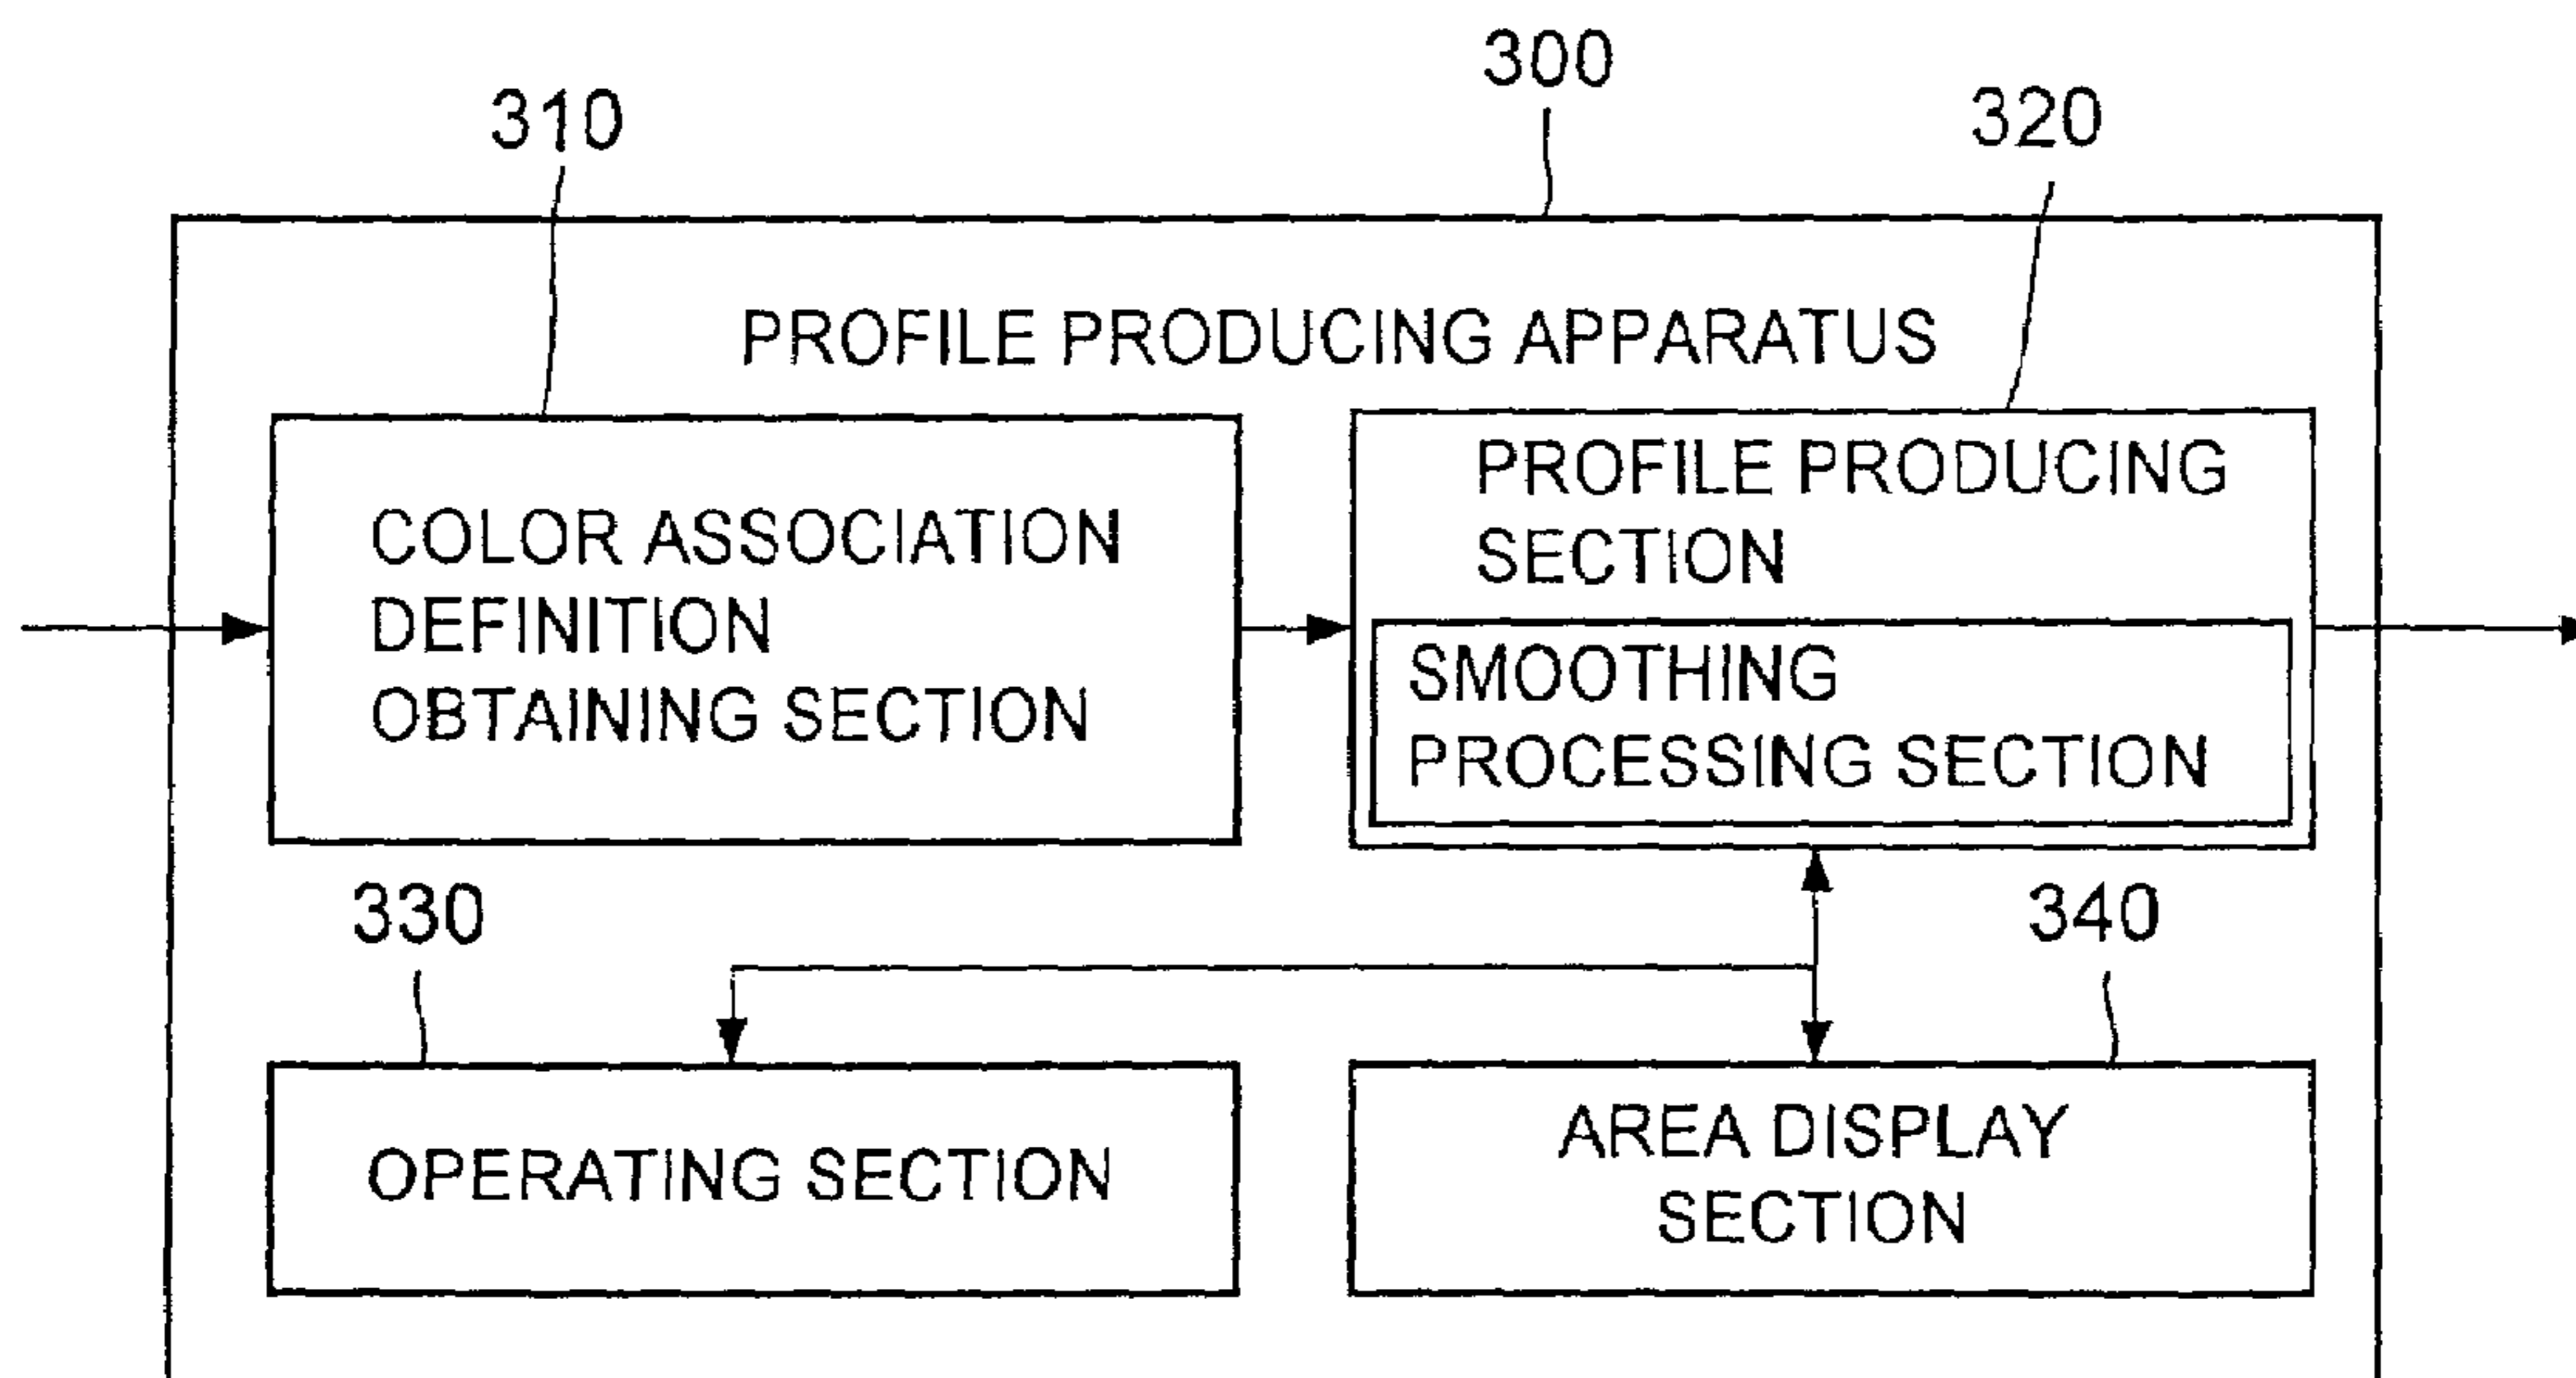 300
310
320
PROFILE PRODUCING APPARATUS
COLOR ASSOCIATION
DEFINITION
OBTAINING SECTION
PROFILE PRODUCING
SECTION
SMOOTHING
PROCESSING SECTION
330
340
OPERATING SECTION
AREA DISPLAY
SECTION